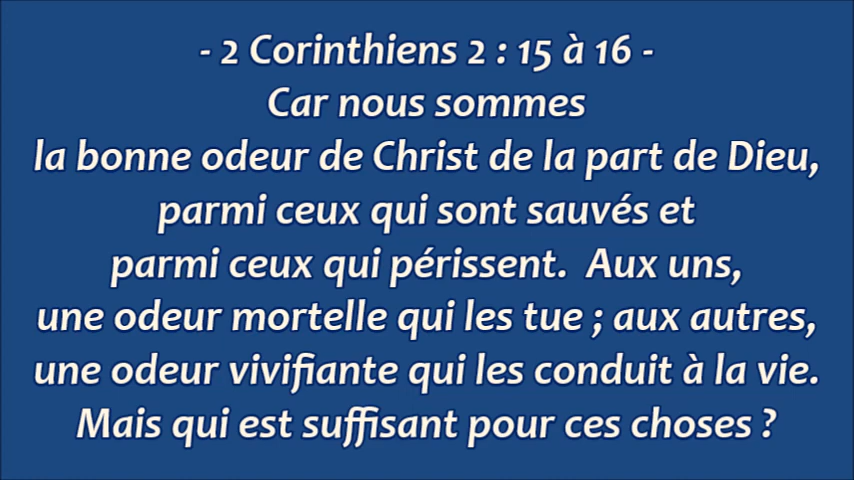 - 2 Corinthiens 2 : 15 à 16 -
Car nous sommes
la bonne odeur de Christ de la part de Dieu,
parmi ceux qui sont sauvés et
parmi ceux qui périssent.  Aux uns,
une odeur mortelle qui les tue ; aux autres,
une odeur vivifiante qui les conduit à la vie.
Mais qui est suffisant pour ces choses ?